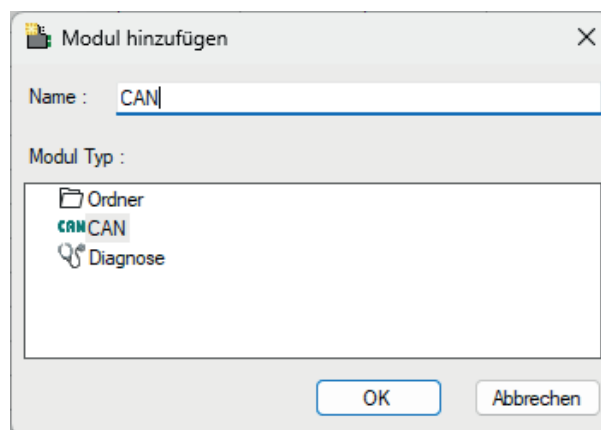 Modul hinzufügen
Name : CAN
Modul Typ :
Ordner
CAN CAN
Diagnose
OK Abbrechen